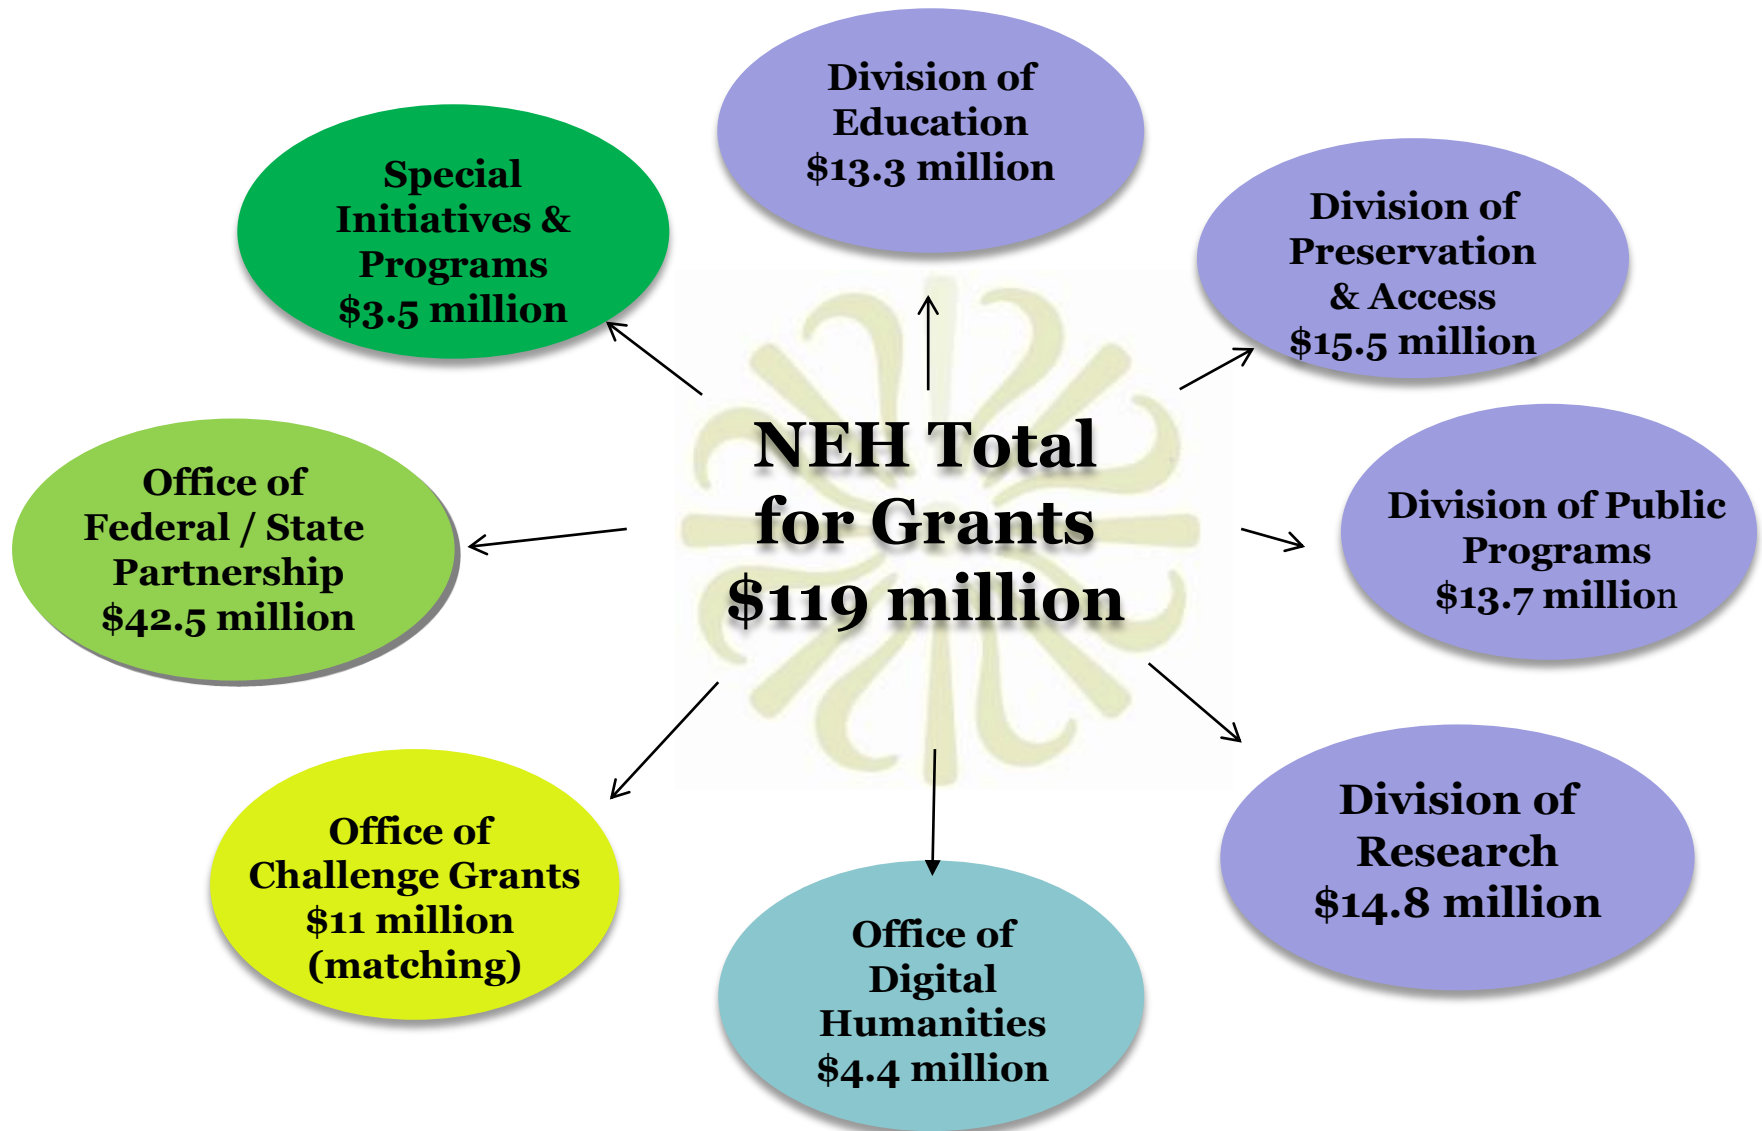 Division of
Education
$13.3 million
Special
Initiatives &
Programs
$3.5 million
Division of
Preservation
& Access
$15.5 million
NEH Total
for Grants
$119 million
Office of
Federal / State
Partnership
$42.5 million
Division of Public
Programs
$13.7 million
Office of
Challenge Grants
$11 million
(matching)
Division of
Research
$14.8 million
Office of
Digital
Humanities
$4.4 million